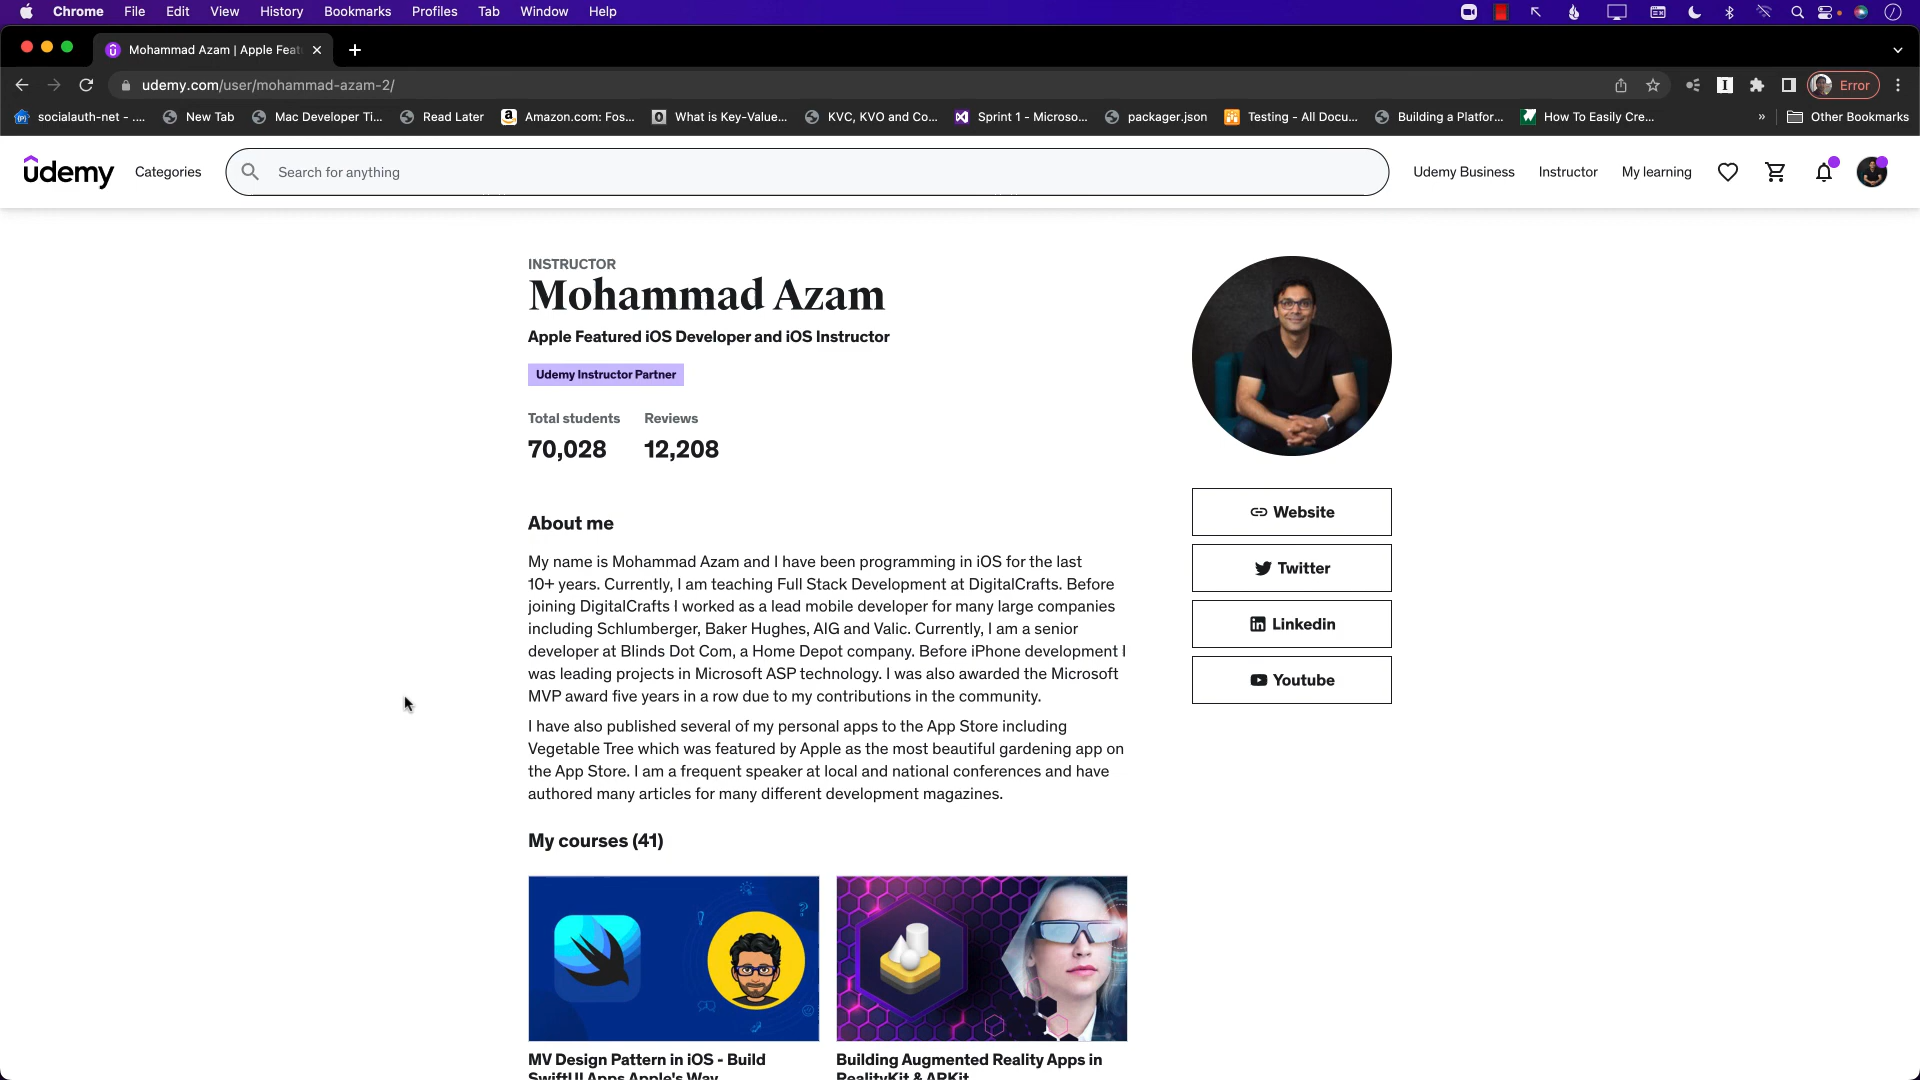 Chrome File Edit View History Bookmarks Profiles Tab Window Help
Mohammad Azam | Apple Feat
udemy.com/user/mohammad-azam-2/
Error
socialauth-net - .... New Tab Mac Developer Ti... Read Later Amazon.com: Fos... What is Key-Value... KVC, KVO and Co... Sprint 1 - Microso... packager.json Testing - All Docu... Building a Platfor... How To Easily Cre... » Other Bookmarks
ûdemy Categories Search for anything Udemy Business Instructor My learning
INSTRUCTOR
Mohammad Azam
Apple Featured iOS Developer and iOS Instructor
Udemy Instructor Partner
Total students Reviews
70,028 12,208
About me
My name is Mohammad Azam and I have been programming in iOS for the last
10+ years. Currently, I am teaching Full Stack Development at DigitalCrafts. Before
joining DigitalCrafts I worked as a lead mobile developer for many large companies
including Schlumberger, Baker Hughes, AIG and Valic. Currently, I am a senior
developer at Blinds Dot Com, a Home Depot company. Before iPhone development I
was leading projects in Microsoft ASP technology. I was also awarded the Microsoft
MVP award five years in a row due to my contributions in the community.
I have also published several of my personal apps to the App Store including
Vegetable Tree which was featured by Apple as the most beautiful gardening app on
the App Store. I am a frequent speaker at local and national conferences and have
authored many articles for many different development magazines.
Website
Twitter
Linkedin
Youtube
My courses (41)
MV Design Pattern in iOS - Build
SwiftUI Apps Apple's Way
Building Augmented Reality Apps in
RealityKit & ARKit